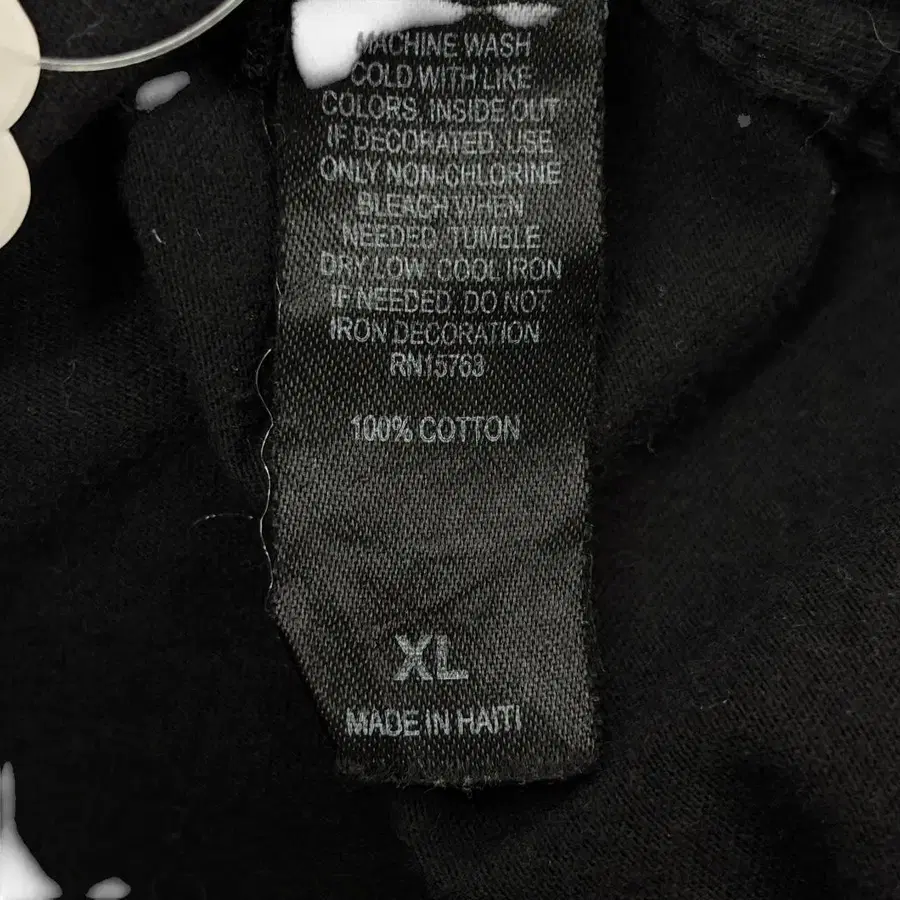 MACHINE WASH
COLD WITH LIKE
COLORS. INSIDE OUT
IF DECORATED. USE
ONLY NON-CHLORINE
BLEACH WHEN
NEEDED. TUMBLE
DRY LOW. COOL IRON
IF NEEDED. DO NOT
IRON DECORATION
RN15763
100% COTTON
XL
MADE IN HAITI